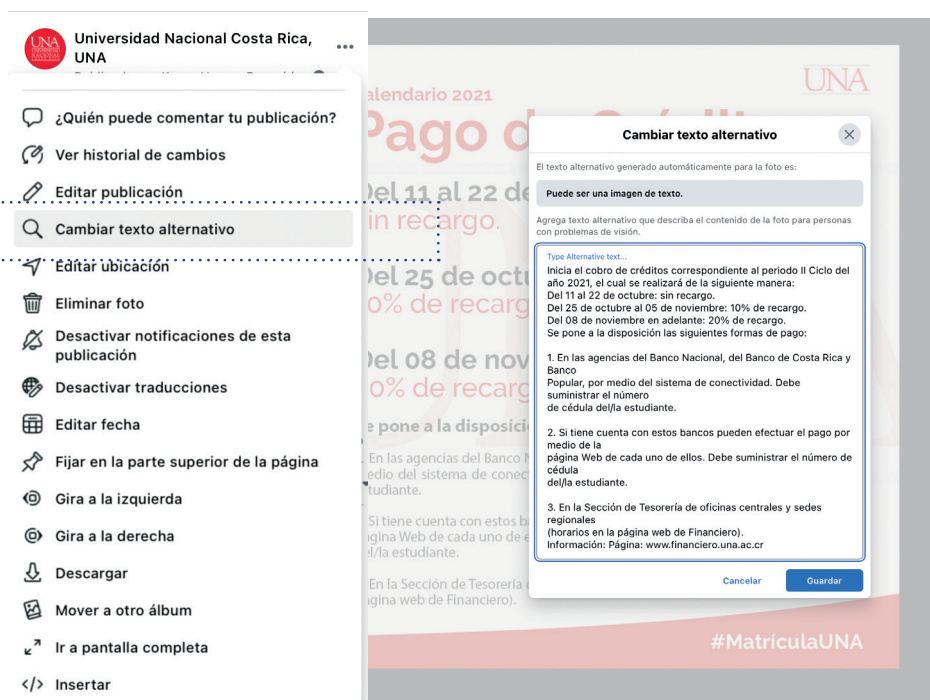 UNA
Universidad Nacional Costa Rica,
UNA
...
¿Quién puede comentar tu publicación?
Ver historial de cambios
Editar publicación
Cambiar texto alternativo
Editar ubicación
Eliminar foto
Desactivar notificaciones de esta
publicación
Desactivar traducciones
Editar fecha
Fijar en la parte superior de la página
Gira a la izquierda
Gira a la derecha
Descargar
Mover a otro álbum
Ir a pantalla completa
Insertar
UNA
alendario 2021
Pago d
Del 11 al 22 de
in recargo.
Del 25 de octu
0% de recarg
Del 08 de nov
0% de recarg
e pone a la disposici
En las agencias del Banco N
edio del sistema de conec
tudiante.
Si tiene cuenta con estos b
ágina Web de cada uno de e
el/la estudiante.
En la Sección de Tesorería
ágina web de Financiero).
#MatrículaUNA
Cambiar texto alternativo
El texto alternativo generado automáticamente para la foto es:
Puede ser una imagen de texto.
Agrega texto alternativo que describa el contenido de la foto para personas
con problemas de visión.
Type Alternative text...
Inicia el cobro de créditos correspondiente al periodo II Ciclo del
año 2021, el cual se realizará de la siguiente manera:
Del 11 al 22 de octubre: sin recargo.
Del 25 de octubre al 05 de noviembre: 10% de recargo.
Del 08 de noviembre en adelante: 20% de recargo.
Se pone a la disposición las siguientes formas de pago:
1. En las agencias del Banco Nacional, del Banco de Costa Rica y
Banco
Popular, por medio del sistema de conectividad. Debe
suministrar el número
de cédula del/la estudiante.
2. Si tiene cuenta con estos bancos pueden efectuar el pago por
medio de la
página Web de cada uno de ellos. Debe suministrar el número de
cédula
del/la estudiante.
3. En la Sección de Tesorería de oficinas centrales y sedes
regionales
(horarios en la página web de Financiero).
Información: Página: www.financiero.una.ac.cr
Cancelar
Guardar